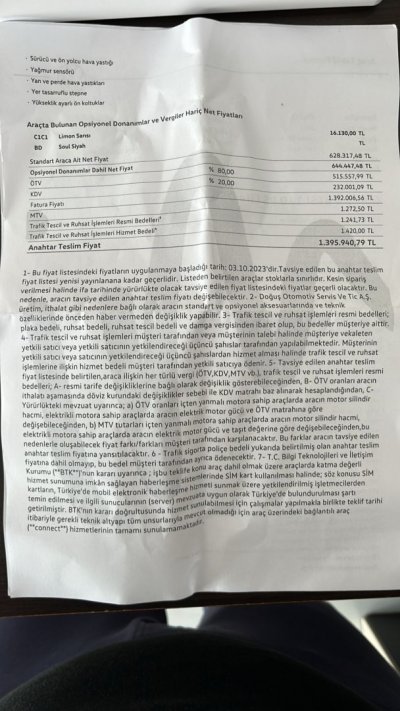 · Sürücü ve ön yolcu hava yastığı
· Yağmur sensörü
· Yan ve perde hava yastıkları
· Yer tasarruflu stepne
· Yükseklik ayarlı ön koltuklar
Araçta Bulunan Opsiyonel Donanımlar ve Vergiler Hariç Net Fiyatları
C1C1 Limon Sarısı 16.130,00 TL
BD Soul Siyah TL
Standart Araca Ait Net Fiyat 628.317,48 TL
Opsiyonel Donanımlar Dahil Net Fiyat 644.447,48 TL
ÖTV % 80,00 515.557,99 TL
KDV % 20,00 232.001,09 TL
Fatura Fiyatı 1.392.006,56 TL
MTV 1.272,50 TL
Trafik Tescil ve Ruhsat İşlemleri Resmi Bedelleri⁴ 1.241,73 TL
Trafik Tescil ve Ruhsat İşlemleri Hizmet Bedeli⁴ 1.420,00 TL
Anahtar Teslim Fiyat 1.395.940,79 TL
1- Bu fiyat listesindeki fiyatların uygulanmaya başladığı tarih: 03.10.2023'dir.Tavsiye edilen bu anahtar teslim
fiyat listesi yenisi yayınlanana kadar geçerlidir. Listeden belirtilen araçlar stoklarla sınırlıdır. Kesin sipariş
verilmesi halinde ifa tarihinde yürürlükte olacak tavsiye edilen fiyat listesindeki fiyatlar geçerli olacaktır. Bu
nedenle, aracın tavsiye edilen anahtar teslim fiyatı değişebilecektir. 2- Doğuş Otomotiv Servis Ve Tic A.Ş.
üretim, ithalat gibi nedenlere bağlı olarak aracın standart ve opsiyonel aksesuarlarında ve teknik
özelliklerinde önceden haber vermeden değişiklik yapabilir. 3- Trafik tescil ve ruhsat işlemleri resmi bedelleri;
plaka bedeli, ruhsat bedeli, ruhsat tescil bedeli ve damga vergisinden ibaret olup, bu bedeller müşteriye aittir.
4- Trafik tescil ve ruhsat işlemleri müşteri tarafından veya müşterinin talebi halinde müşteriye vekaleten
yetkili satıcı veya yetkili satıcının yetkilendireceği üçüncü şahıslar tarafından yapılabilmektedir. Müşterinin
yetkili satıcı veya satıcının yetkilendireceği üçüncü şahıslardan hizmet alması halinde trafik tescil ve ruhsat
işlemlerine ilişkin hizmet bedeli müşteri tarafından yetkili satıcıya ödenir. 5- Tavsiye edilen anahtar teslim
fiyat listesinde belirtilen,araca ilişkin her türlü vergi (ÖTV,KDV,MTV vb.), trafik tescil ve ruhsat işlemleri resmi
bedelleri; A- resmi tarife değişikliklerine bağlı olarak değişiklik gösterebileceğinden, B- ÖTV oranları aracın
ithalatı aşamasında döviz kurundaki değişiklikler sebebi ile KDV matrahı baz alınarak hesaplandığından, C-
Yürürlükteki mevzuat uyarınca; a) ÖTV oranları içten yanmalı motora sahip araçlarda aracın motor silindir
hacmi, elektrikli motora sahip araçlarda aracın elektrik motor gücü ve ÖTV matrahına göre
değişebileceğinden, b) MTV tutarları içten yanmalı motora sahip araçlarda aracın motor silindir hacmi,
elektrikli motora sahip araçlarda aracın elektrik motor gücü ve taşıt değerine göre değişebileceğinden,bu
nedenlerle oluşabilecek fiyat farkı/farkları müşteri tarafından karşılanacaktır. Bu farklar aracın tavsiye edilen
anahtar teslim fiyatına yansıtılacaktır. 6 - Trafik sigorta poliçe bedeli yukarıda belirtilmiş olan anahtar teslim
fiyatına dahil olmayıp, bu bedel müşteri tarafından ayrıca ödenecektir. 7- T.C. Bilgi Teknolojileri ve İletişim
Kurumu ("BTK")'nun kararı uyarınca ; işbu teklife konu araç dahil olmak üzere araçlarda katma değerli
hizmet sunumuna imkân sağlayan haberleşme sistemlerinde SİM kart kullanılması halinde; söz konusu SİM
kartların, Türkiye'de mobil elektronik haberleşme hizmeti sunmak üzere yetkilendirilmiş işletmecilerden
temin edilmesi ve ilgili sunucularının (server) mevzuata uygun olarak Türkiye'de bulundurulması şartı
getirilmiştir. BTK'nın kararı doğrultusunda hizmet sunulabilmesi için çalışmalar yapılmakla birlikte teklif tarihi
itibariyle gerekli teknik altyapı tüm unsurlarıyla mevcut olmadığı için araç üzerindeki bağlantılı araç
("connect") hizmetlerinin tamamı sunulamamaktadır.